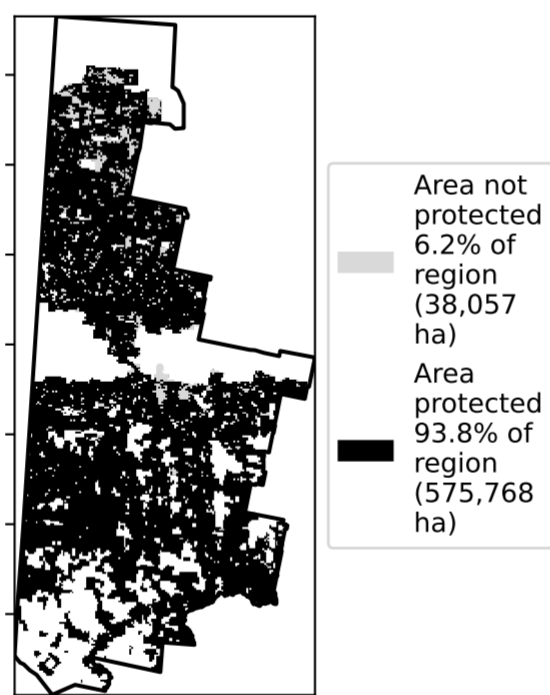 Area not
protected
6.2% of
region
(38,057
ha)
Area
protected
93.8% of
region
(575,768
ha)